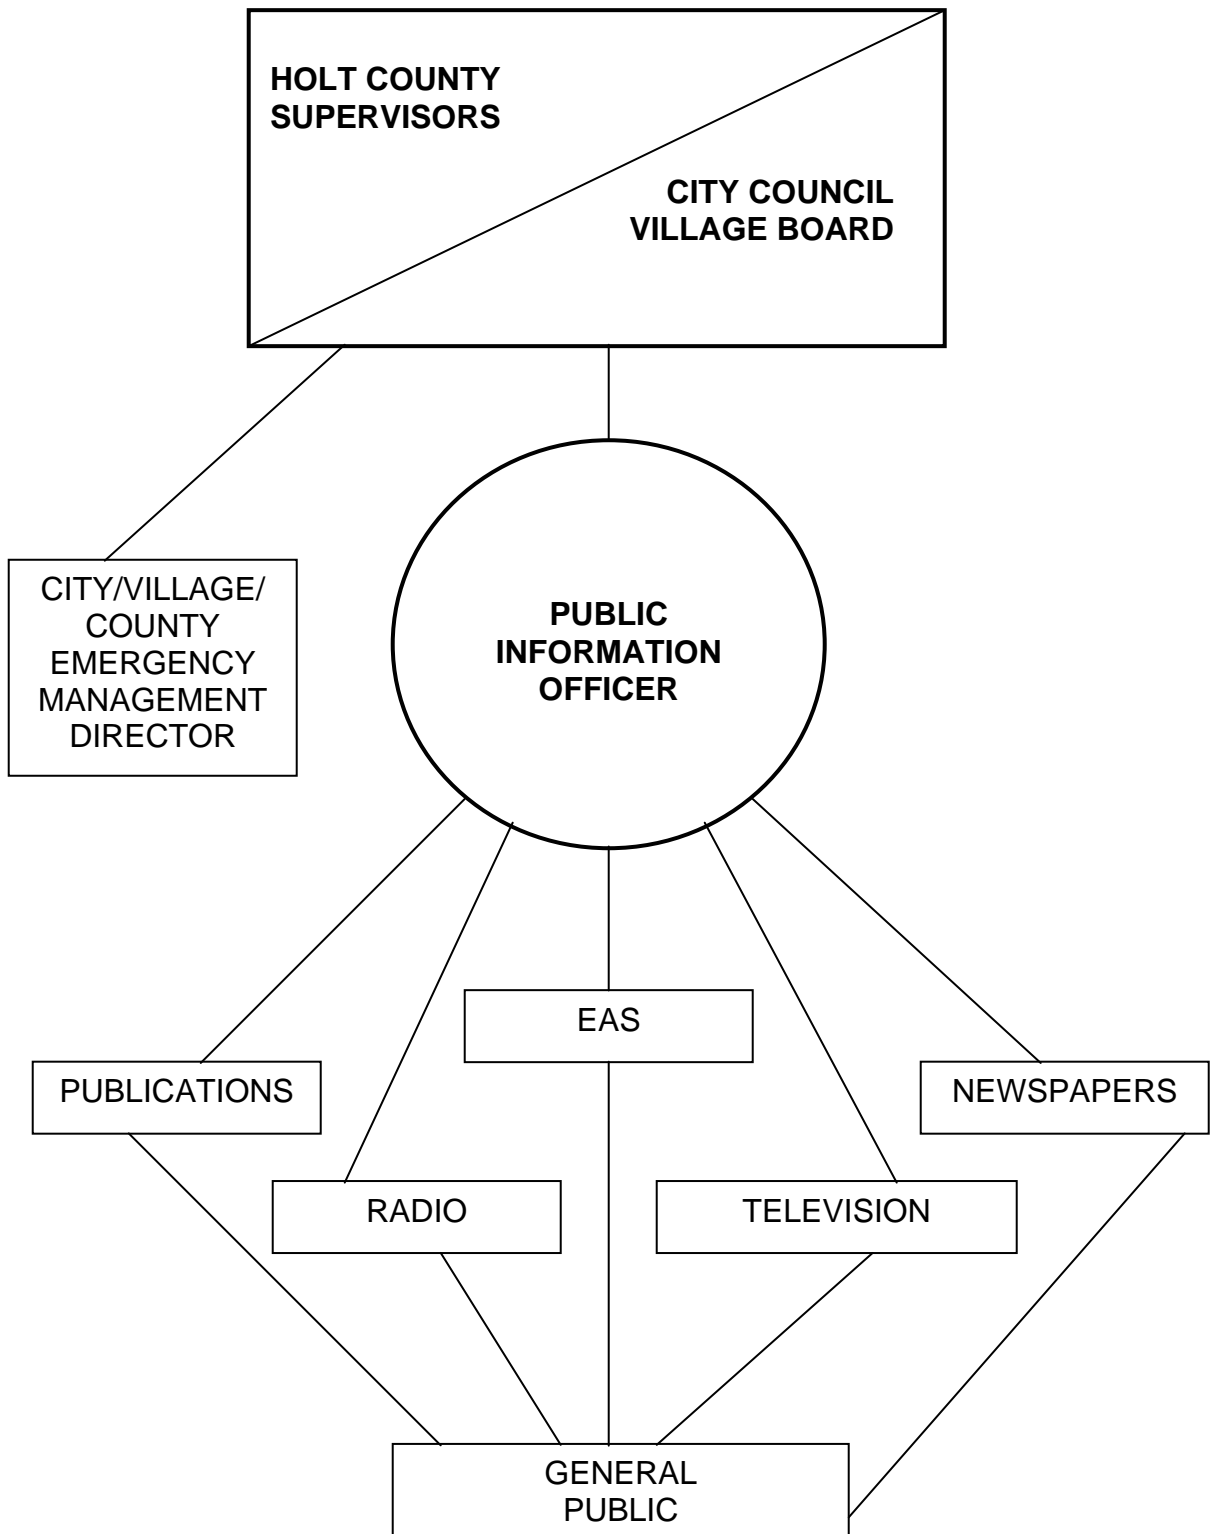 HOLT COUNTY
SUPERVISORS
CITY COUNCIL
VILLAGE BOARD
CITY/VILLAGE/
COUNTY
EMERGENCY
MANAGEMENT
DIRECTOR
PUBLIC
INFORMATION
OFFICER
EAS
PUBLICATIONS
NEWSPAPERS
RADIO
TELEVISION
GENERAL
PUBLIC